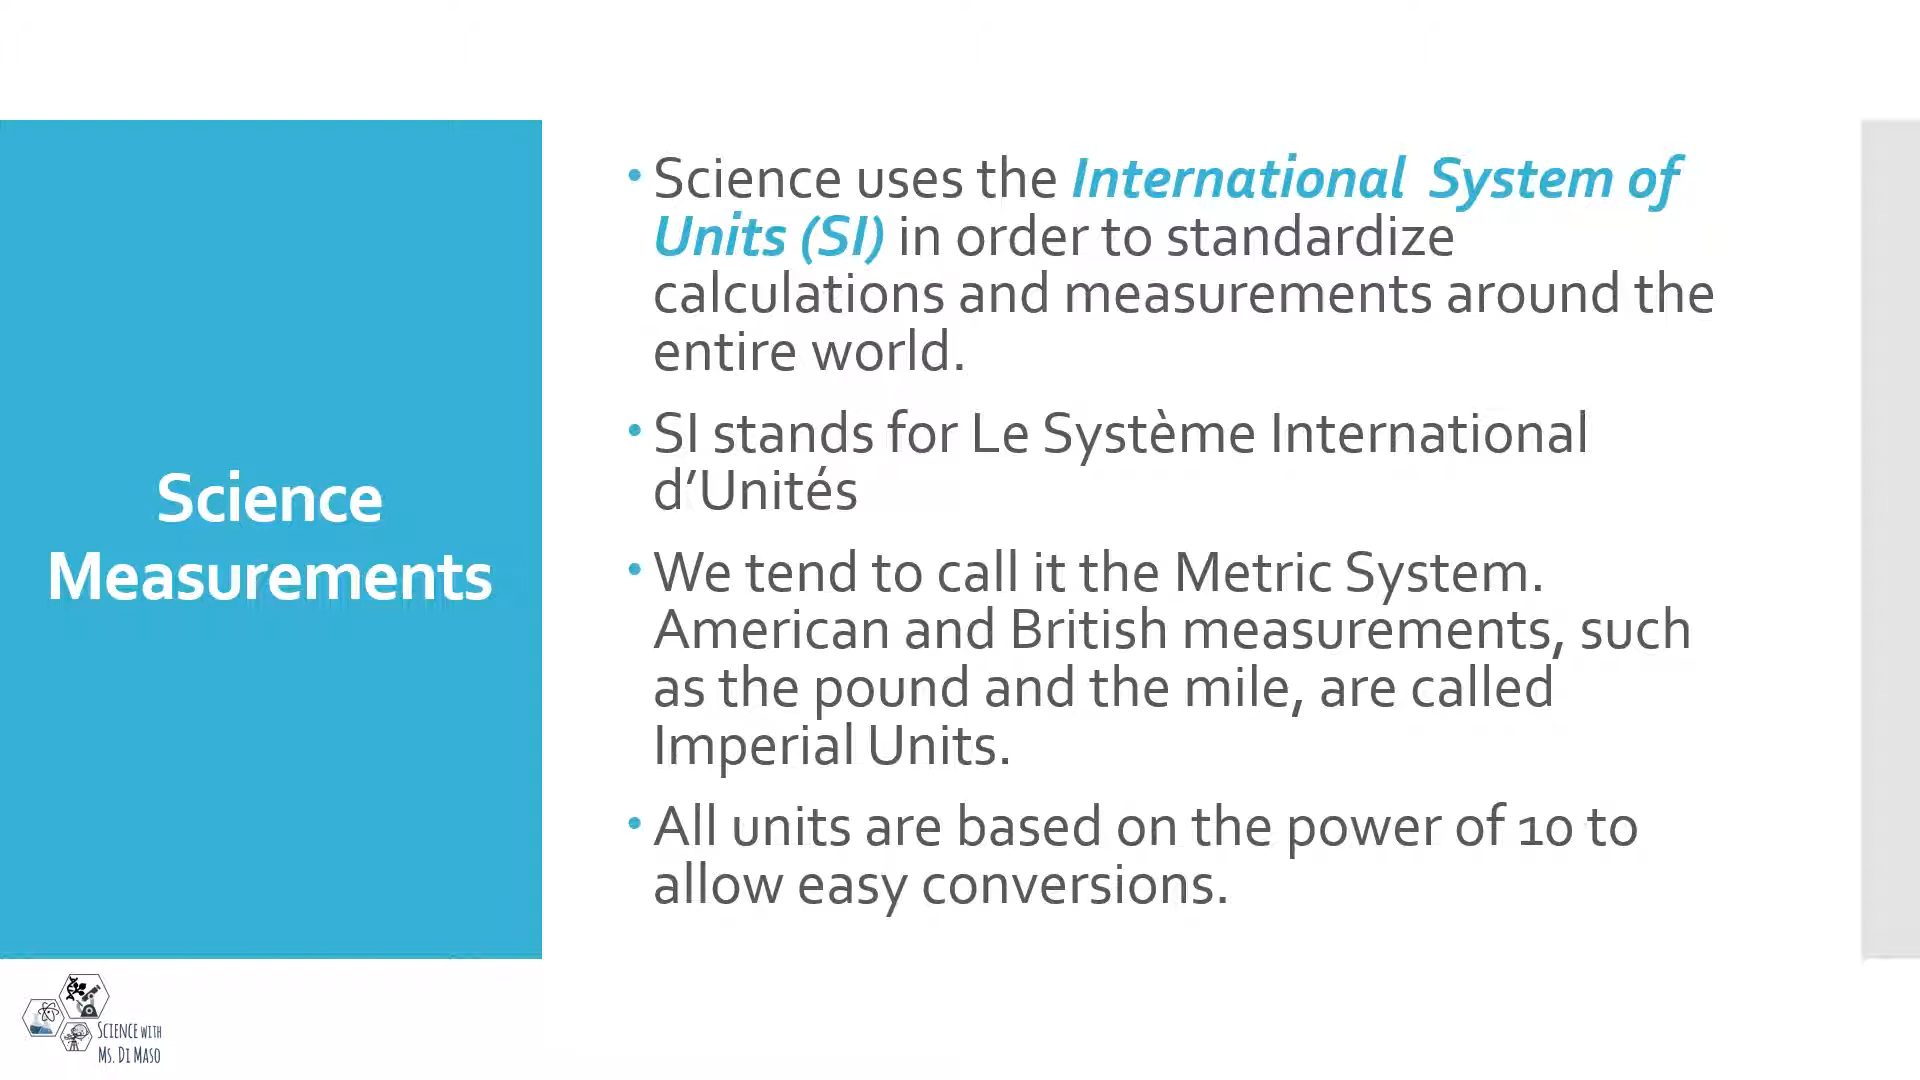 Science
Measurements
• Science uses the International System of
Units (SI) in order to standardize
calculations and measurements around the
entire world.
• SI stands for Le Système International
d’Unités
• We tend to call it the Metric System.
American and British measurements, such
as the pound and the mile, are called
Imperial Units.
• All units are based on the power of 10 to
allow easy conversions.
SCIENCE WITH
MS. DI MASO